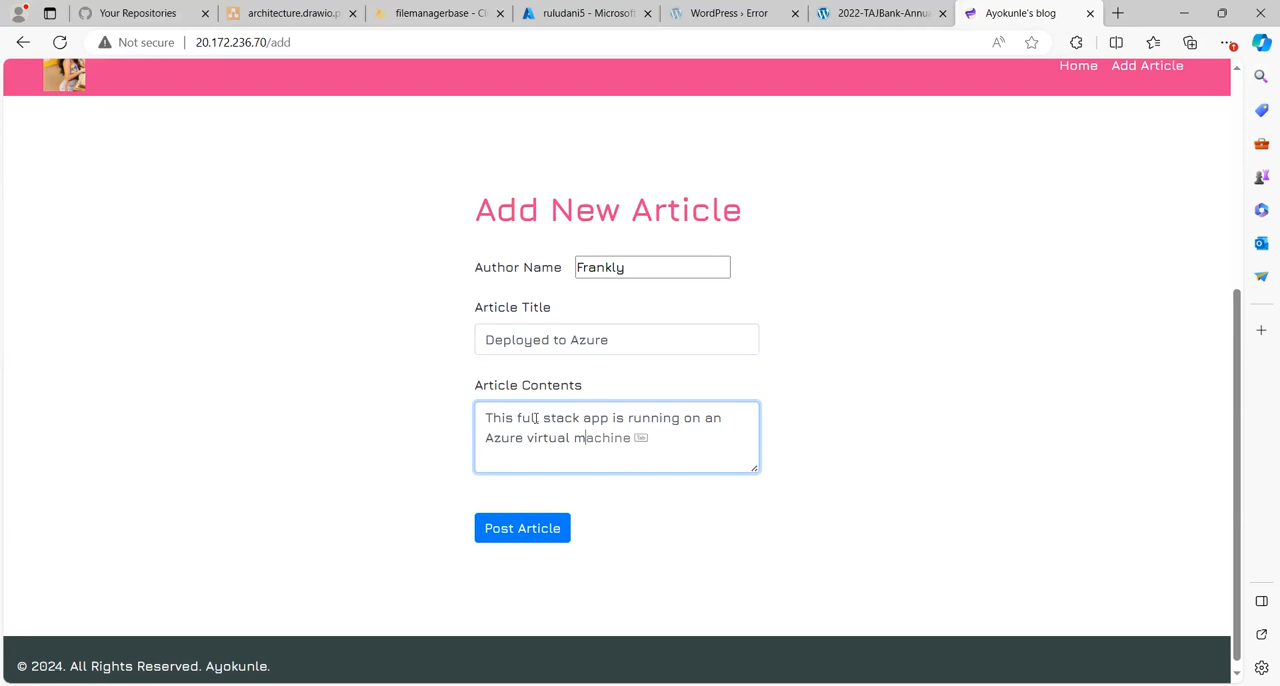 Your Repositories
architecture.drawio.p
filemanagerbase - Cl
ruludani5 - Microsoft
WordPress › Error
2022-TAJBank-Annu
Ayokunle's blog
Not secure
20.172.236.70/add
Home
Add Article
Add New Article
Author Name
Frankly
Article Title
Deployed to Azure
Article Contents
This full stack app is running on an
Azure virtual machine Tab
Post Article
© 2024. All Rights Reserved. Ayokunle.